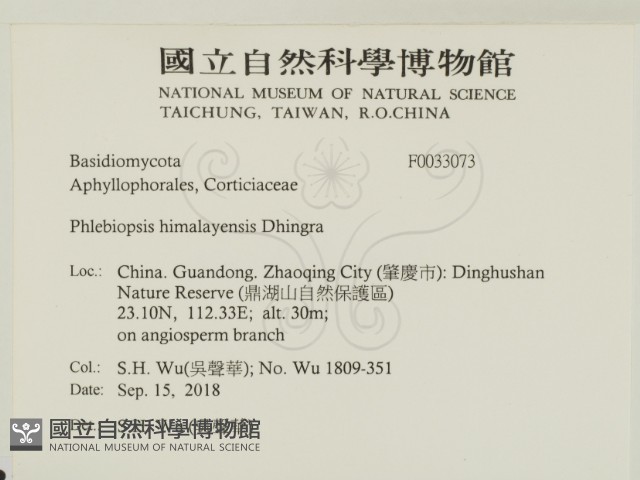 國立自然科學博物館
NATIONAL MUSEUM OF NATURAL SCIENCE
TAICHUNG, TAIWAN, R.O.CHINA
Basidiomycota F0033073
Aphyllophorales, Corticiaceae
Phlebiopsis himalayensis Dhingra
Loc.: China. Guandong. Zhaoqing City (肇慶市): Dinghushan
Nature Reserve (鼎湖山自然保護區)
23.10N, 112.33E; alt. 30m;
on angiosperm branch
Col.: S.H. Wu(吳聲華); No. Wu 1809-351
Date: Sep. 15, 2018
國立自然科學博物館
NATIONAL MUSEUM OF NATURAL SCIENCE